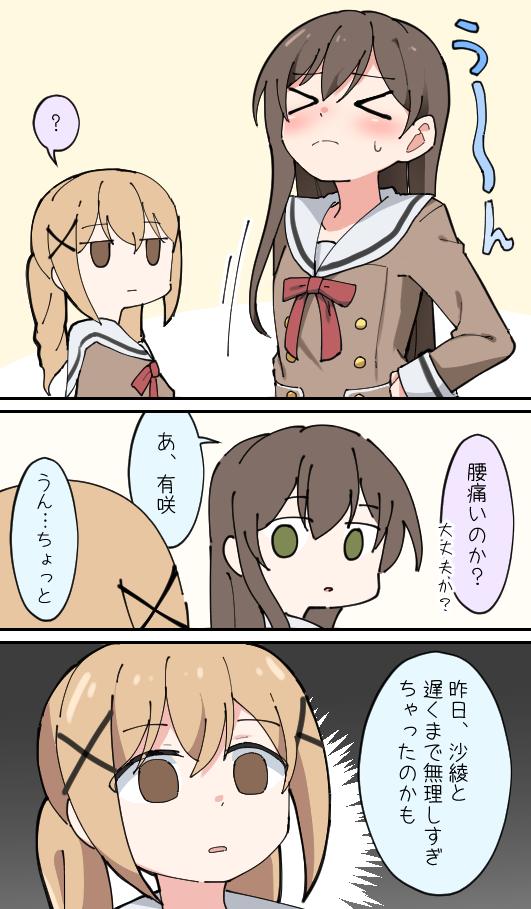 うーん
?
腰痛いのか?
大丈夫か?
あ、有咲
うん…ちょっと
昨日、沙綾と
遅くまで無理しすぎ
ちゃったのかも